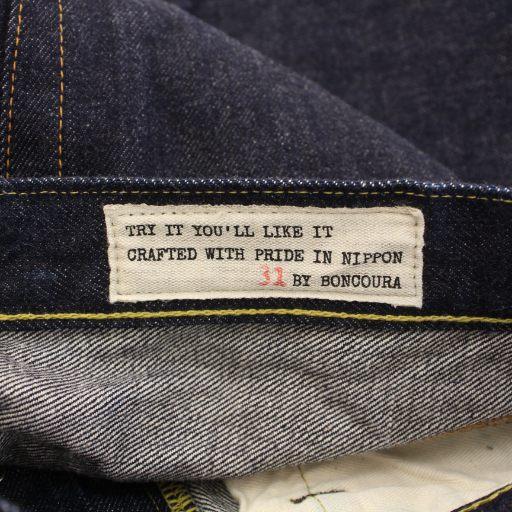 TRY IT YOU'LL LIKE IT
CRAFTED WITH PRIDE IN NIPPON
31 BY BONCOURA